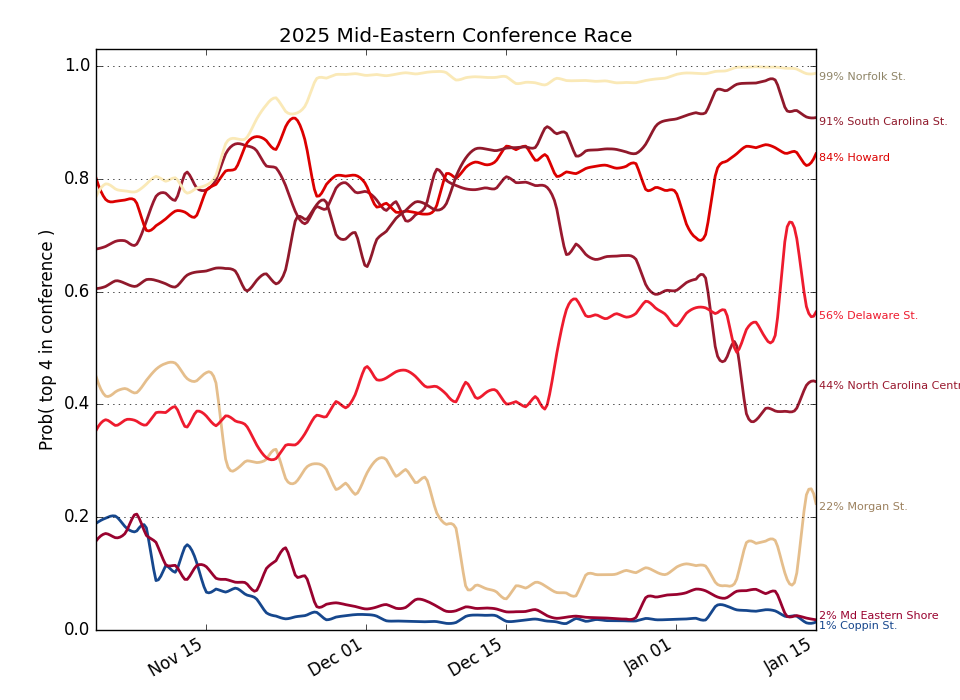 2025 Mid-Eastern Conference Race
Prob( top 4 in conference )
1.0
0.8
0.6
0.4
0.2
0.0
Nov 15
Dec 01
Dec 15
Jan 01
Jan 15
99% Norfolk St.
91% South Carolina St.
84% Howard
56% Delaware St.
44% North Carolina Centr
22% Morgan St.
2% Md Eastern Shore
1% Coppin St.